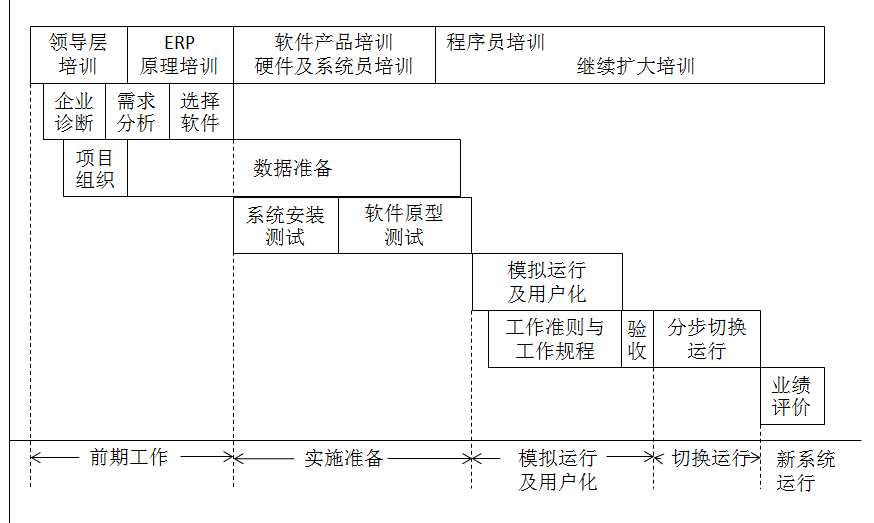 领导层
培训
ERP
原理培训
软件产品培训
硬件及系统员培训
程序员培训
继续扩大培训
企业
诊断
需求
分析
选择
软件
项目
组织
数据准备
系统安装
测试
软件原型
测试
模拟运行
及用户化
工作准则与
工作规程
验
收
分步切换
运行
业绩
评价
前期工作
实施准备
模拟运行
及用户化
切换运行
新系统
运行